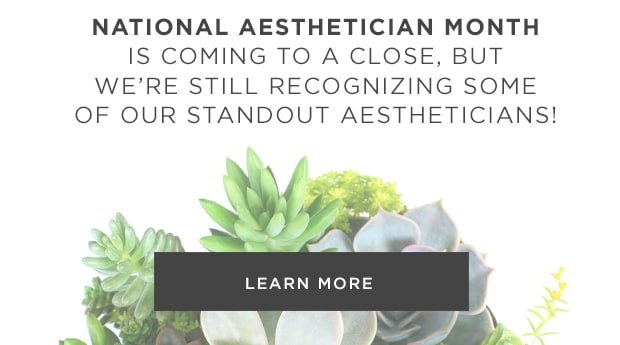 NATIONAL AESTHETICIAN MONTH
IS COMING TO A CLOSE, BUT
WE’RE STILL RECOGNIZING SOME
OF OUR STANDOUT AESTHETICIANS!
LEARN MORE